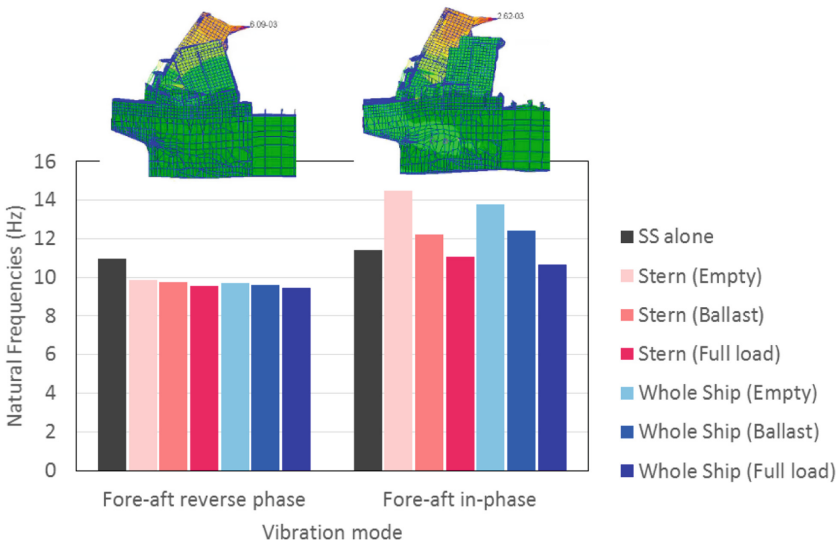 6.09-03
2.62-03
16
14
12
10
8
6
4
2
0
Natural Frequencies (Hz)
Fore-aft reverse phase
Fore-aft in-phase
Vibration mode
SS alone
Stern (Empty)
Stern (Ballast)
Stern (Full load)
Whole Ship (Empty)
Whole Ship (Ballast)
Whole Ship (Full load)